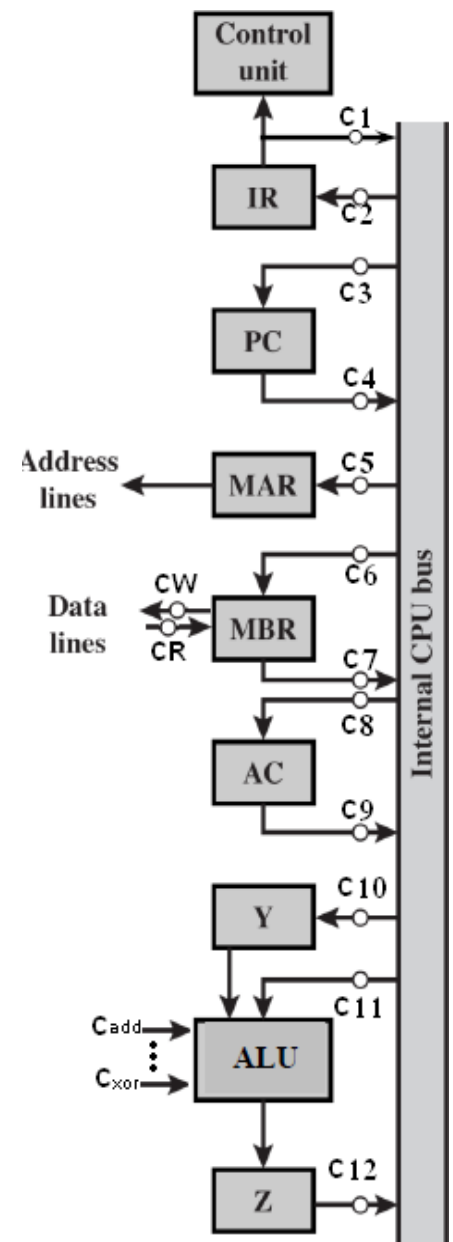 Control
unit
C1
IR
C2
C3
PC
C4
Address
lines
MAR
C5
C6
CW
Data
lines
CR
MBR
C7
C8
AC
C9
Internal CPU bus
C10
Y
C11
Cadd
ALU
Cxor
C12
Z